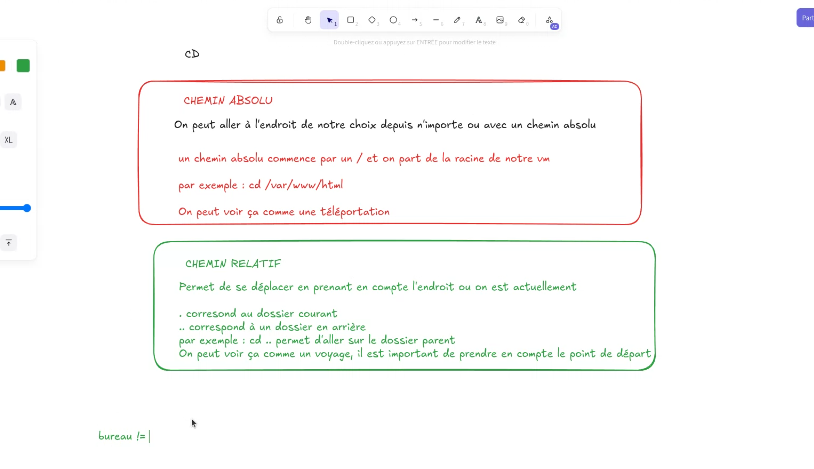 Part
Double-cliquez ou appuyez sur ENTRÉE pour modifier le texte
CD
A
XL
CHEMIN ABSOLU
On peut aller à l'endroit de notre choix depuis n'importe ou avec un chemin absolu
un chemin absolu commence par un / et on part de la racine de notre vm
par exemple : cd /var/www/html
On peut voir ça comme une téléportation
CHEMIN RELATIF
Permet de se déplacer en prenant en compte l'endroit ou on est actuellement
. corresond au dossier courant
.. correspond à un dossier en arrière
par exemple : cd .. permet d'aller sur le dossier parent
On peut voir ça comme un voyage, il est important de prendre en compte le point de départ
bureau !=